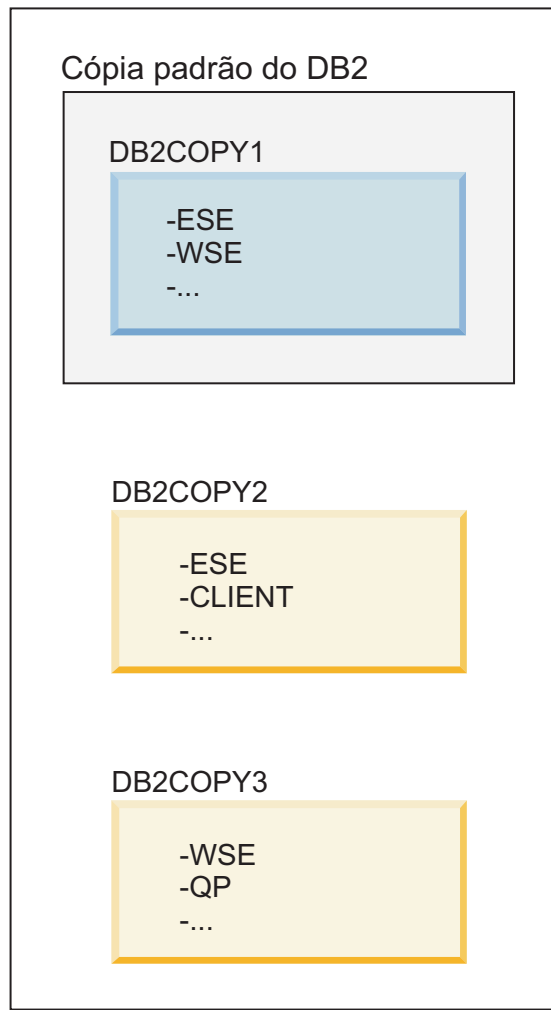 Cópia padrão do DB2
DB2COPY1
-ESE
-WSE
-...
DB2COPY2
-ESE
-CLIENT
-...
DB2COPY3
-WSE
-QP
-...